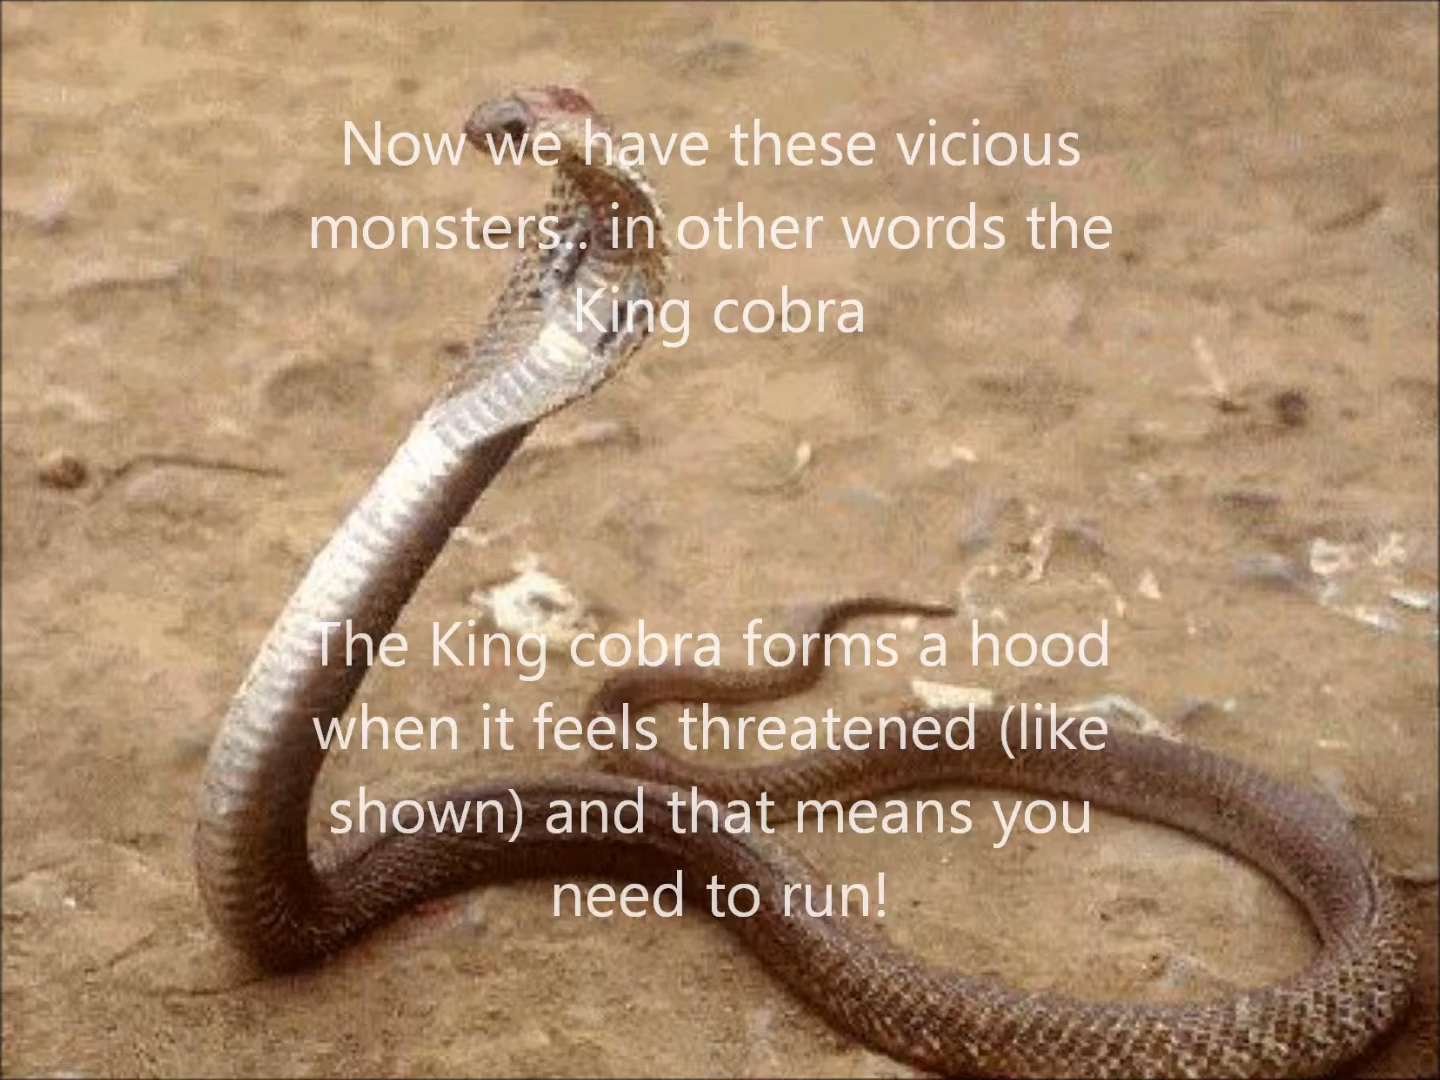 Now we have these vicious
monsters.. in other words the
King cobra
The King cobra forms a hood
when it feels threatened (like
shown) and that means you
need to run!